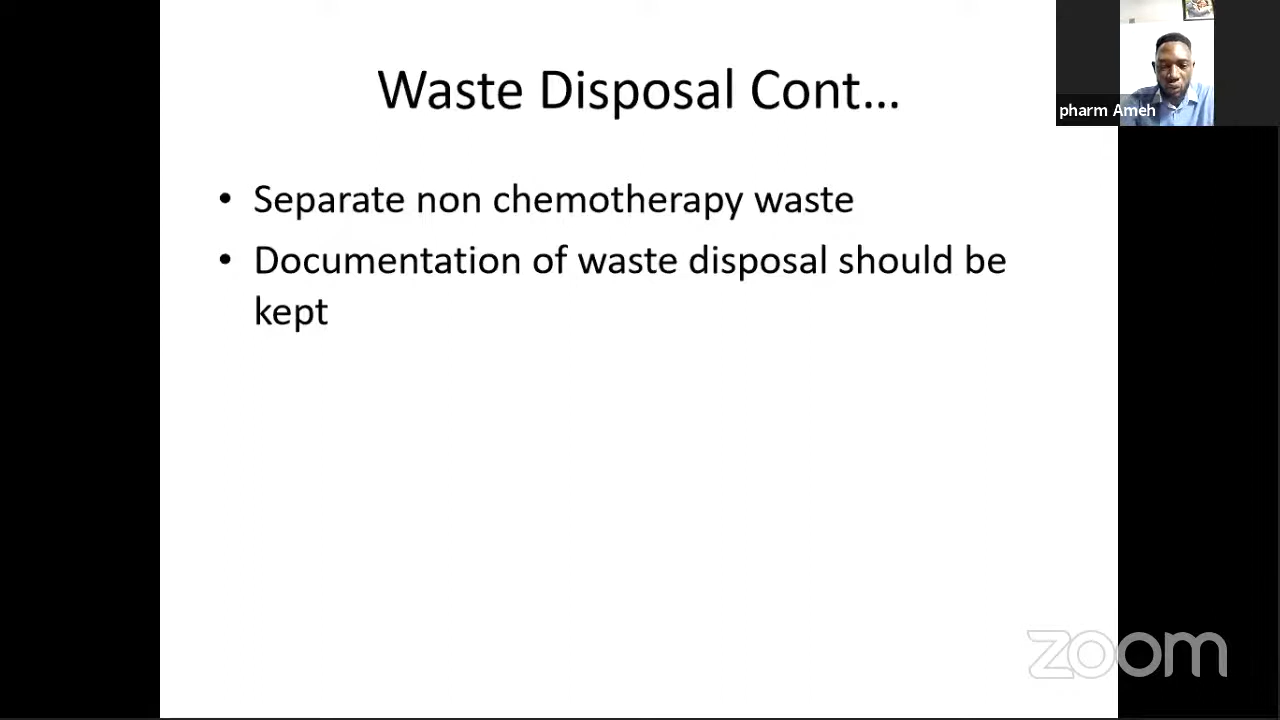 Waste Disposal Cont...
pharm Ameh
• Separate non chemotherapy waste
• Documentation of waste disposal should be
kept
zoom